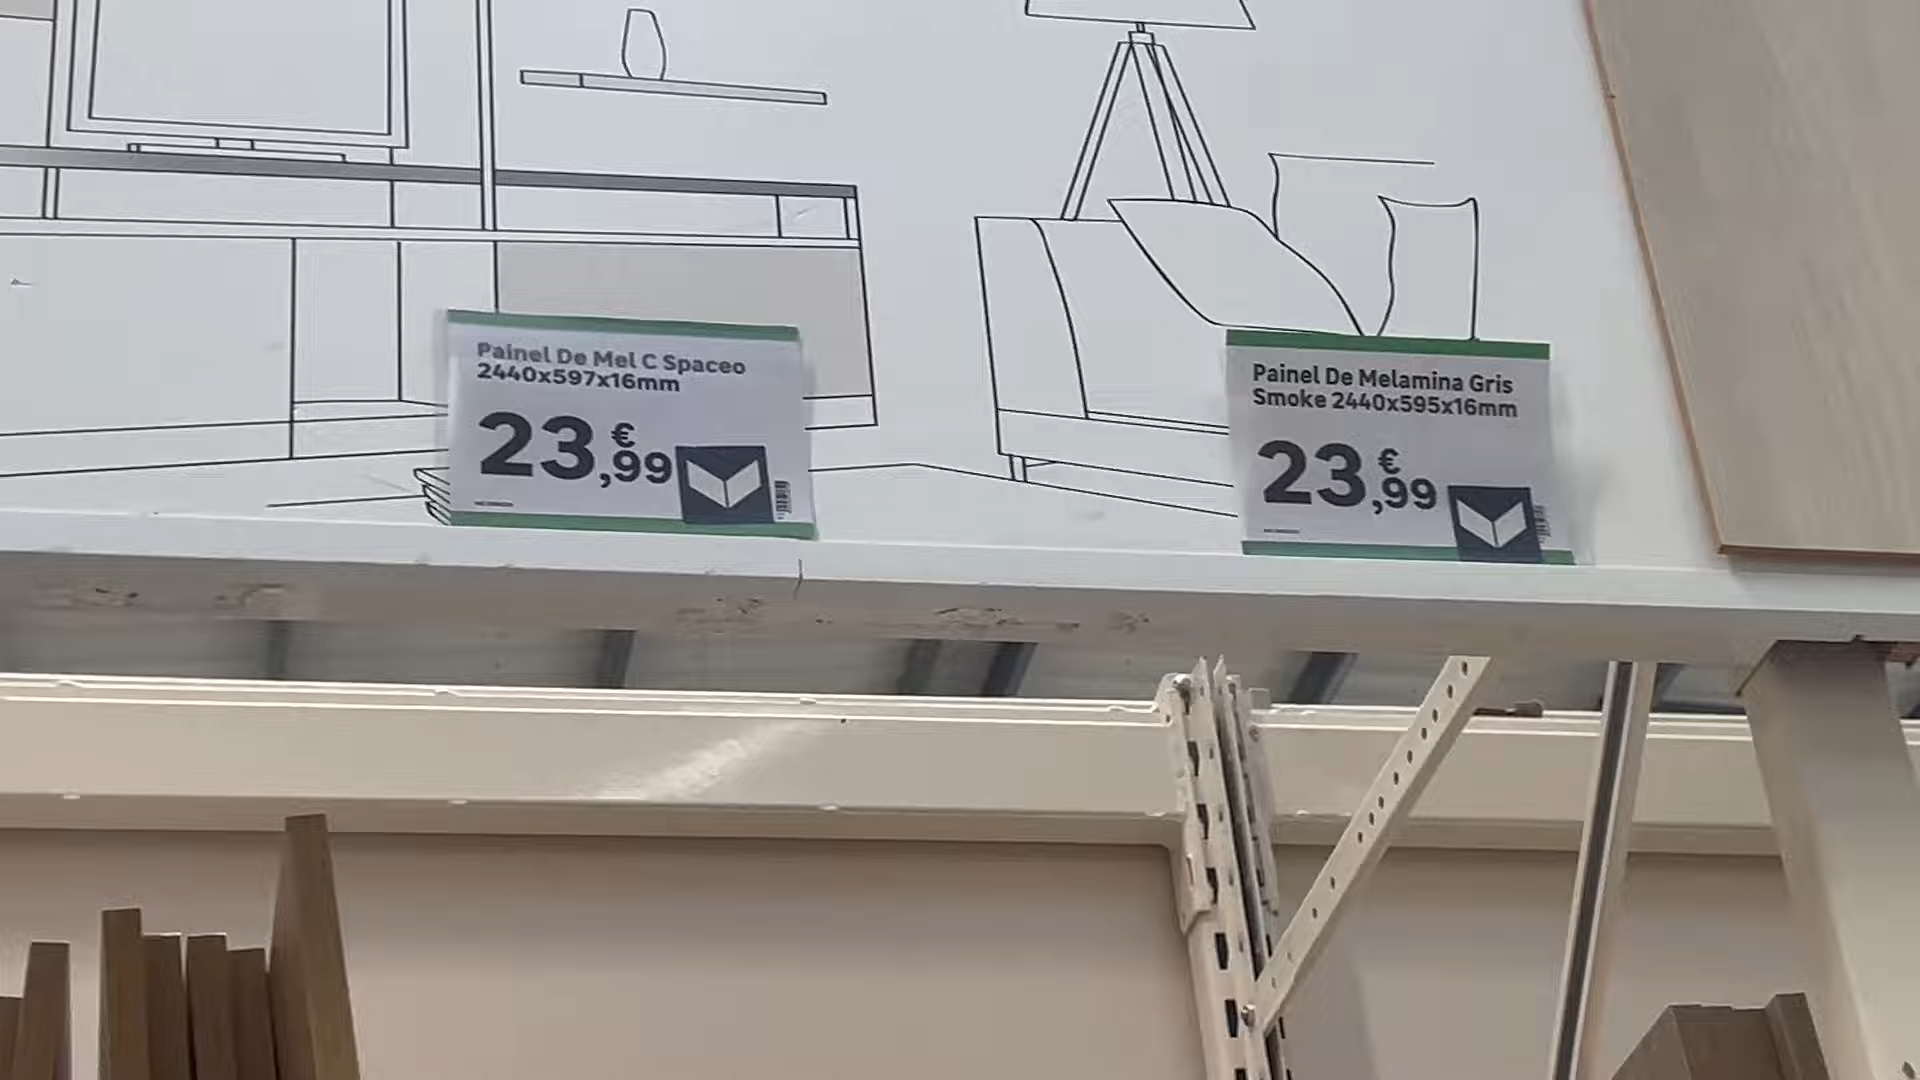 Painel De Mel C Spaceo
2440x597x16mm
23,99 €
Painel De Melamina Gris
Smoke 2440x595x16mm
23,99 €